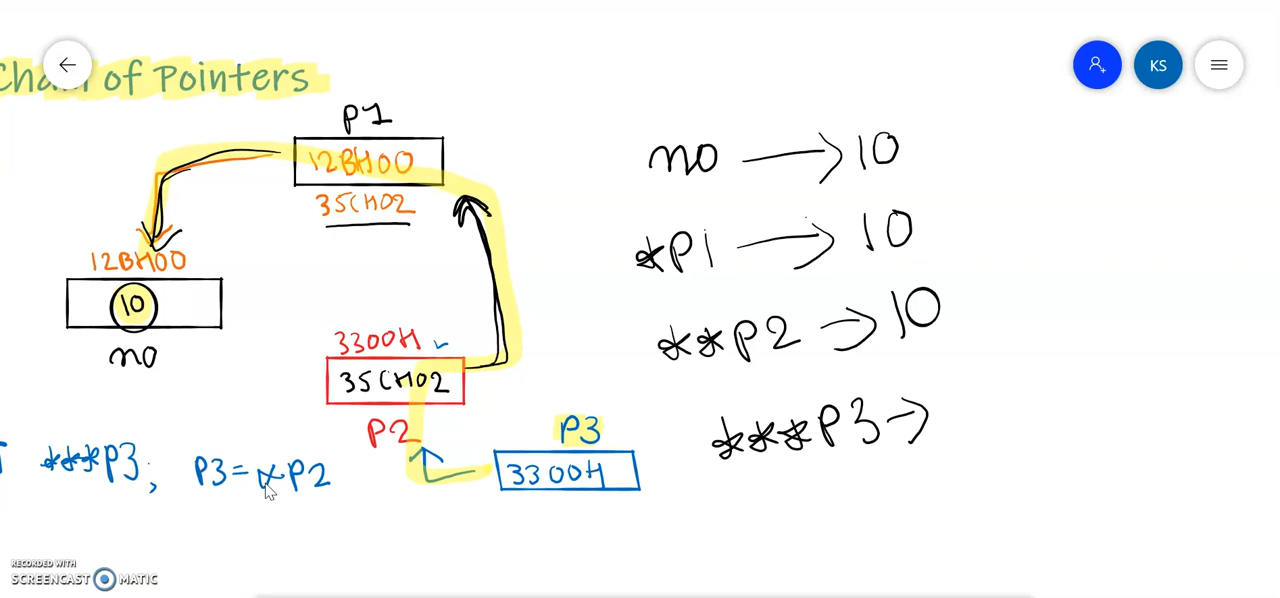 Chain of Pointers
KS
P1
12BH00
35CH02
12BH00
10
no
3300H
35CH02
P2
P3
3300H
***P3; P3=&P2
no → 10
*P1 → 10
**P2 → 10
***P3 →
RECORDED WITH
SCREENCAST MATIC